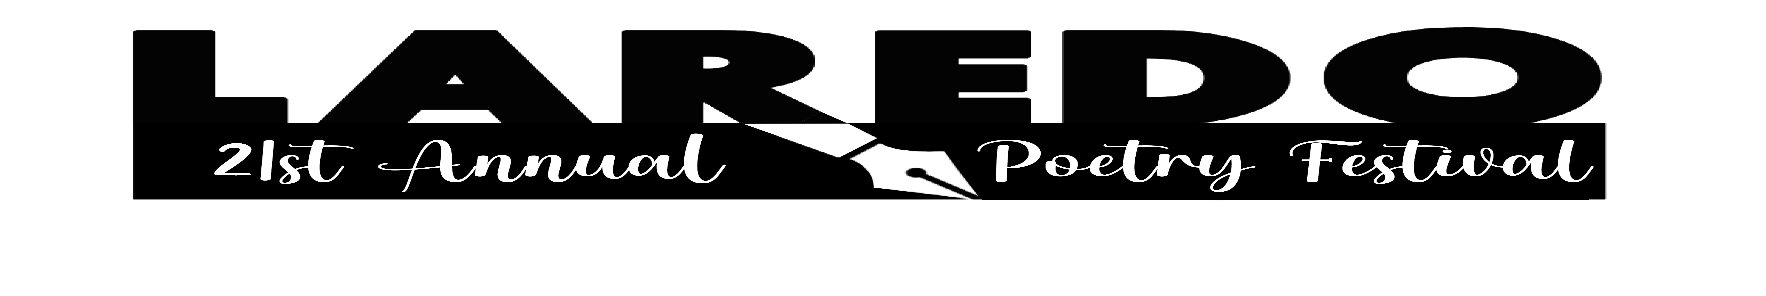 LAREDO
21st Annual Poetry Festival